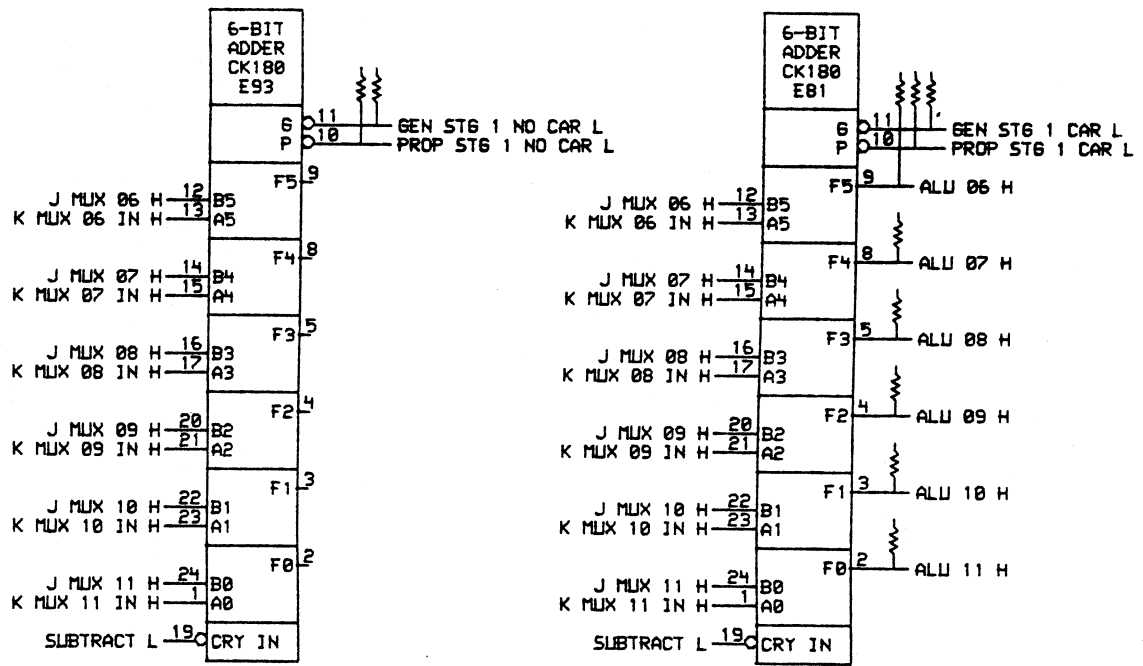 6-BIT
ADDER
CK180
E93
G 11 GEN STG 1 NO CAR L
P 10 PROP STG 1 NO CAR L
F5 9
J MUX 06 H 12 B5
K MUX 06 IN H 13 A5
F4 8
J MUX 07 H 14 B4
K MUX 07 IN H 15 A4
F3 5
J MUX 08 H 16 B3
K MUX 08 IN H 17 A3
F2 4
J MUX 09 H 20 B2
K MUX 09 IN H 21 A2
F1 3
J MUX 10 H 22 B1
K MUX 10 IN H 23 A1
F0 2
J MUX 11 H 24 B0
K MUX 11 IN H 1 A0
SUBTRACT L 19 CRY IN
6-BIT
ADDER
CK180
E81
G 11 GEN STG 1 CAR L
P 10 PROP STG 1 CAR L
F5 9 ALU 06 H
J MUX 06 H 12 B5
K MUX 06 IN H 13 A5
F4 8 ALU 07 H
J MUX 07 H 14 B4
K MUX 07 IN H 15 A4
F3 5 ALU 08 H
J MUX 08 H 16 B3
K MUX 08 IN H 17 A3
F2 4 ALU 09 H
J MUX 09 H 20 B2
K MUX 09 IN H 21 A2
F1 3 ALU 10 H
J MUX 10 H 22 B1
K MUX 10 IN H 23 A1
F0 2 ALU 11 H
J MUX 11 H 24 B0
K MUX 11 IN H 1 A0
SUBTRACT L 19 CRY IN